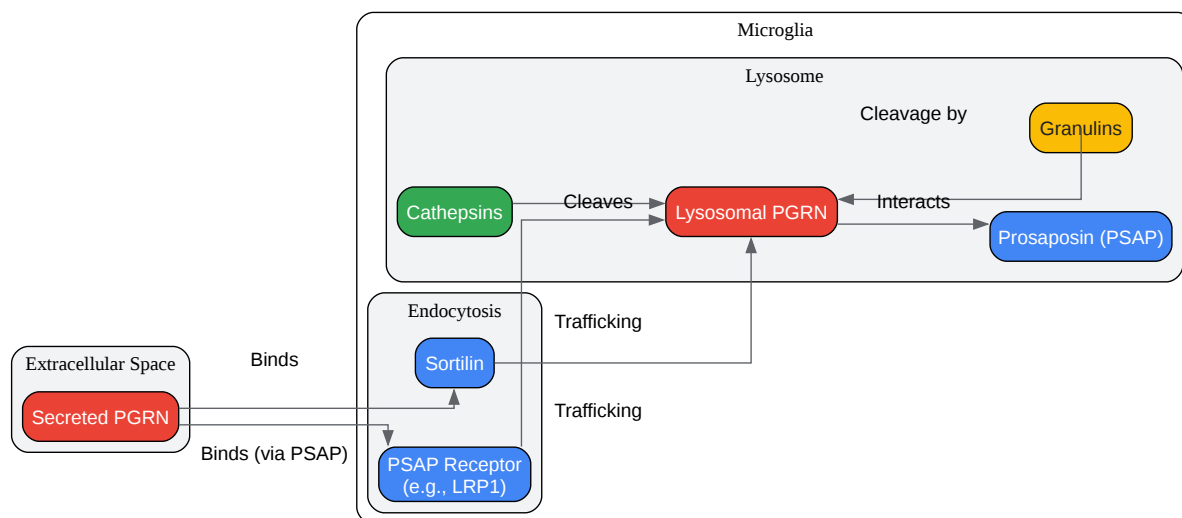 Microglia
Lysosome
Cleavage by
Granulins
Cathepsins
Cleaves
Lysosomal PGRN
Interacts
Prosaposin (PSAP)
Endocytosis
Trafficking
Extracellular Space
Binds
Sortilin
Secreted PGRN
Trafficking
Binds (via PSAP)
PSAP Receptor
(e.g., LRP1)